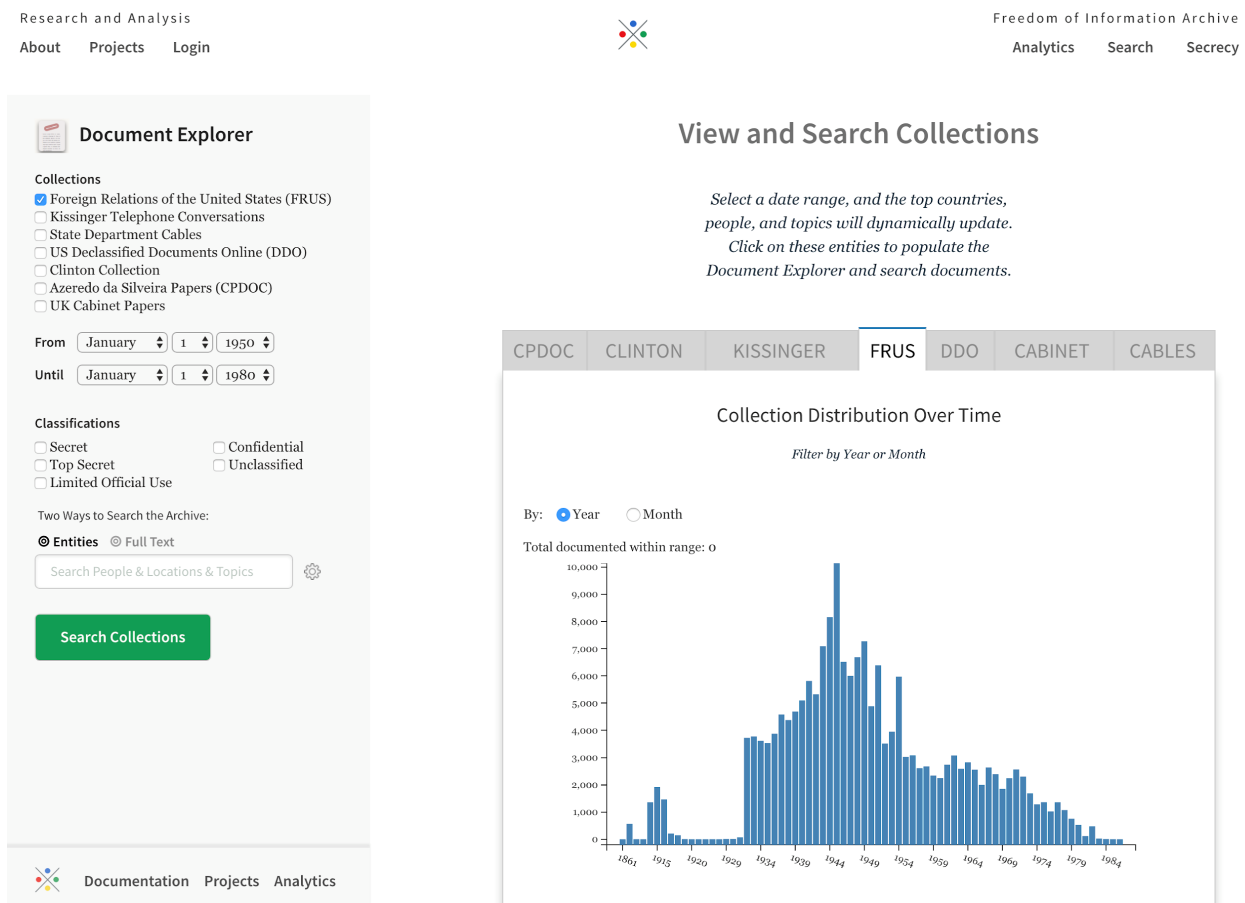 Research and Analysis
Freedom of Information Archive
About Projects Login
Analytics Search Secrecy
Document Explorer
Collections
Foreign Relations of the United States (FRUS)
Kissinger Telephone Conversations
State Department Cables
US Declassified Documents Online (DDO)
Clinton Collection
Azeredo da Silveira Papers (CPDOC)
UK Cabinet Papers
From January 1 1950
Until January 1 1980
Classifications
Secret Confidential
Top Secret Unclassified
Limited Official Use
Two Ways to Search the Archive:
Entities Full Text
Search People & Locations & Topics
Search Collections
Documentation Projects Analytics
View and Search Collections
Select a date range, and the top countries,
people, and topics will dynamically update.
Click on these entities to populate the
Document Explorer and search documents.
CPDOC CLINTON KISSINGER FRUS DDO CABINET CABLES
Collection Distribution Over Time
Filter by Year or Month
By: Year Month
Total documented within range: 0
10,000
9,000
8,000
7,000
6,000
5,000
4,000
3,000
2,000
1,000
0
1861 1915 1920 1929 1934 1939 1944 1949 1954 1959 1964 1969 1974 1979 1984